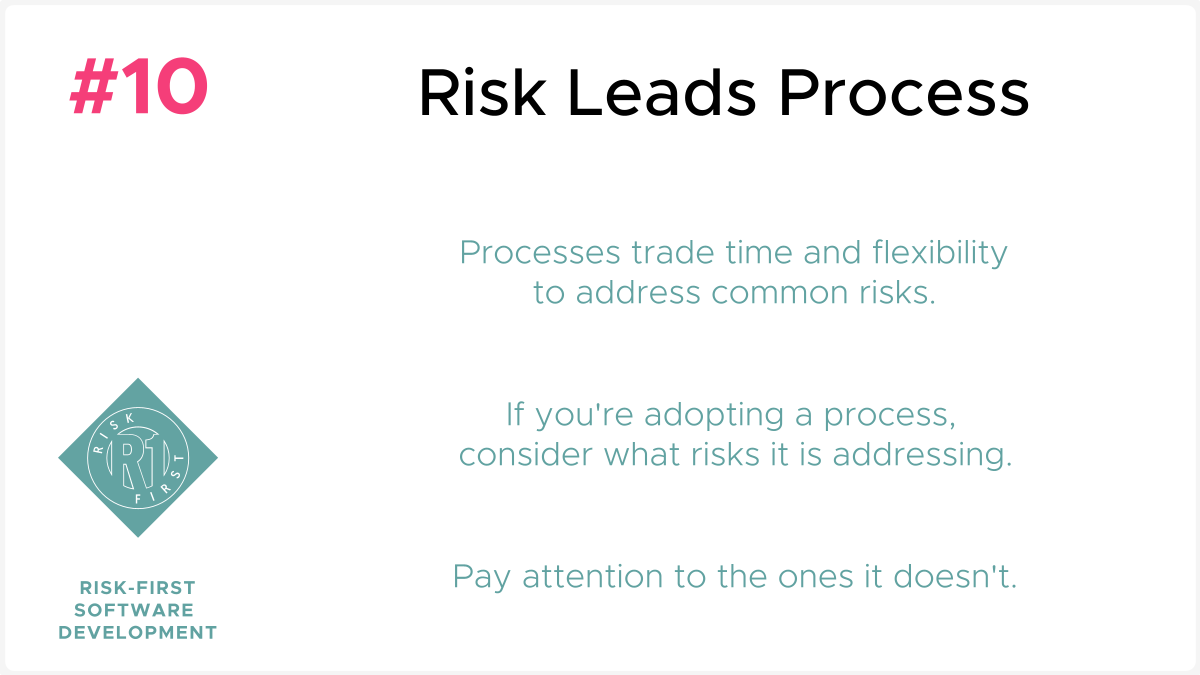 #10
Risk Leads Process
Processes trade time and flexibility
to address common risks.
If you're adopting a process,
consider what risks it is addressing.
Pay attention to the ones it doesn't.
RISK
R1
FIRST
RISK-FIRST
SOFTWARE
DEVELOPMENT